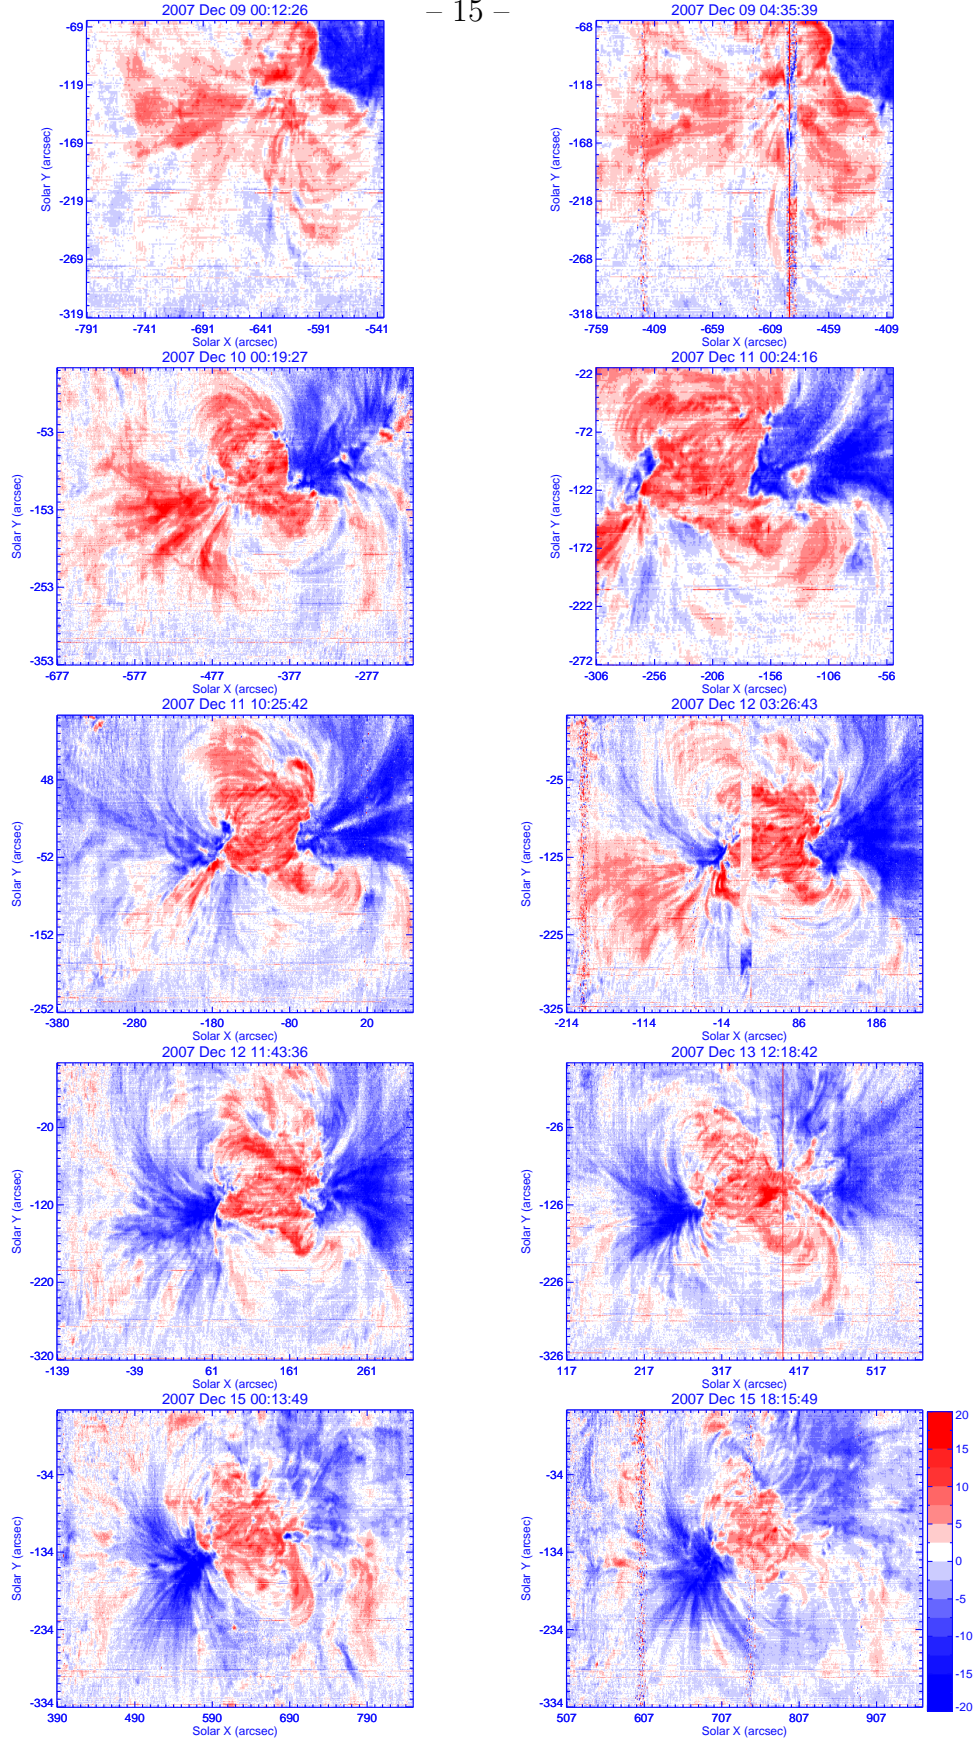 – 15 –
2007 Dec 09 00:12:26
-69
-119
-169
-219
-269
-319
Solar Y (arcsec)
-791 -741 -691 -641 -591 -541
Solar X (arcsec)
2007 Dec 09 04:35:39
-68
-118
-168
-218
-268
-318
Solar Y (arcsec)
-759 -409 -659 -609 -459 -409
Solar X (arcsec)
2007 Dec 10 00:19:27
-53
-153
-253
-353
Solar Y (arcsec)
-677 -577 -477 -377 -277
Solar X (arcsec)
2007 Dec 11 00:24:16
-22
-72
-122
-172
-222
-272
Solar Y (arcsec)
-306 -256 -206 -156 -106 -56
Solar X (arcsec)
2007 Dec 11 10:25:42
48
-52
-152
-252
Solar Y (arcsec)
-380 -280 -180 -80 20
Solar X (arcsec)
2007 Dec 12 03:26:43
-25
-125
-225
-325
Solar Y (arcsec)
-214 -114 -14 86 186
Solar X (arcsec)
2007 Dec 12 11:43:36
-20
-120
-220
-320
Solar Y (arcsec)
-139 -39 61 161 261
Solar X (arcsec)
2007 Dec 13 12:18:42
-26
-126
-226
-326
Solar Y (arcsec)
117 217 317 417 517
Solar X (arcsec)
2007 Dec 15 00:13:49
-34
-134
-234
-334
Solar Y (arcsec)
390 490 590 690 790
Solar X (arcsec)
2007 Dec 15 18:15:49
-34
-134
-234
-334
Solar Y (arcsec)
507 607 707 807 907
Solar X (arcsec)
20
15
10
5
0
-5
-10
-15
-20